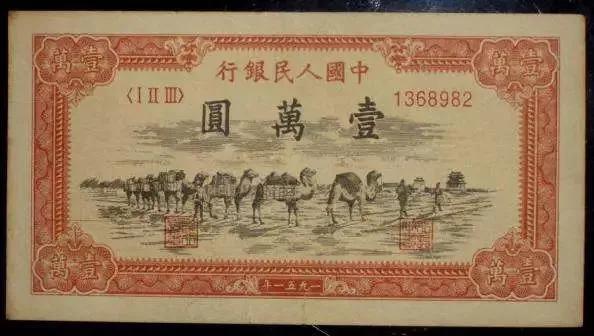 壹萬
壹萬
中國人民銀行
〈I II III〉
1368982
壹萬圓
壹萬
壹萬
一九五一年